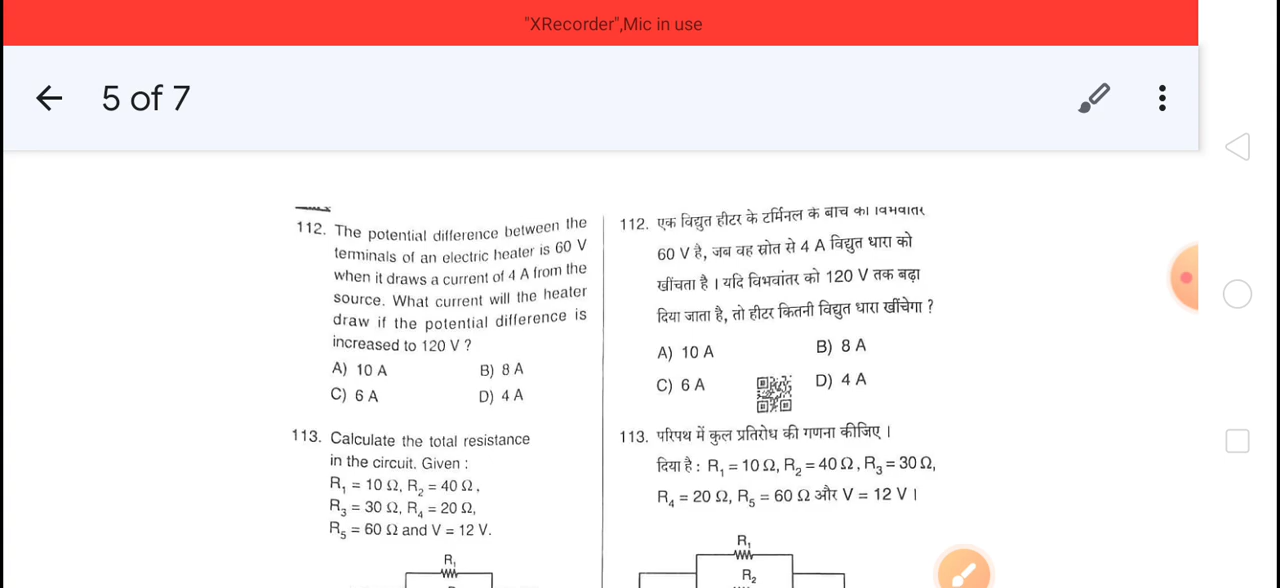 "XRecorder",Mic in use
5 of 7
112. The potential difference between the
terminals of an electric heater is 60 V
when it draws a current of 4 A from the
source. What current will the heater
draw if the potential difference is
increased to 120 V ?
A) 10 A B) 8 A
C) 6 A D) 4 A
113. Calculate the total resistance
in the circuit. Given :
R₁ = 10 Ω, R₂ = 40 Ω,
R₃ = 30 Ω, R₄ = 20 Ω,
R₅ = 60 Ω and V = 12 V.
R₁
112. एक विद्युत हीटर के टर्मिनल के बीच का विभवांतर
60 V है, जब वह स्रोत से 4 A विद्युत धारा को
खींचता है । यदि विभवांतर को 120 V तक बढ़ा
दिया जाता है, तो हीटर कितनी विद्युत धारा खींचेगा ?
A) 10 A B) 8 A
C) 6 A D) 4 A
113. परिपथ में कुल प्रतिरोध की गणना कीजिए ।
दिया है : R₁ = 10 Ω, R₂ = 40 Ω, R₃ = 30 Ω,
R₄ = 20 Ω, R₅ = 60 Ω और V = 12 V ।
R₁
R₂